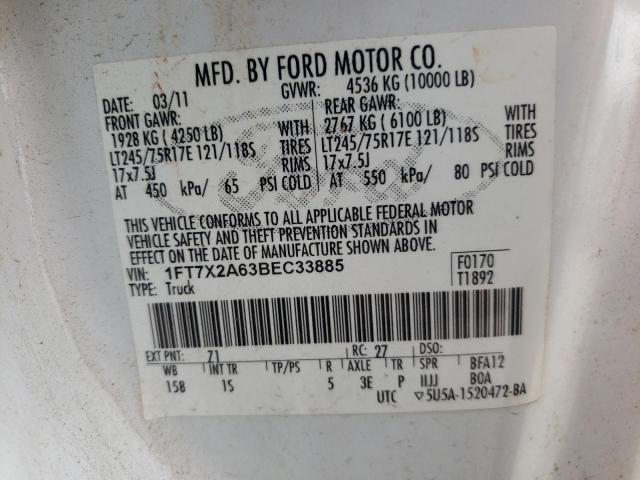 MFD. BY FORD MOTOR CO.
DATE: 03/11 GVWR: 4536 KG (10000 LB)
FRONT GAWR: REAR GAWR:
1928 KG ( 4250 LB) WITH 2767 KG ( 6100 LB) WITH
LT245/75R17E 121/118S TIRES LT245/75R17E 121/118S TIRES
17x7.5J RIMS 17x7.5J RIMS
AT 450 kPa/ 65 PSI COLD AT 550 kPa/ 80 PSI COLD
THIS VEHICLE CONFORMS TO ALL APPLICABLE FEDERAL MOTOR
VEHICLE SAFETY AND THEFT PREVENTION STANDARDS IN
EFFECT ON THE DATE OF MANUFACTURE SHOWN ABOVE.
VIN: 1FT7X2A63BEC33885 F0170
TYPE: Truck T1892
EXT PNT: Z1 RC: 27 DSO:
WB INT TR TP/PS R AXLE TR SPR BFA12
158 1S 5 3E P IIJJ B0A
UTC ▽5U5A-1520472-BA